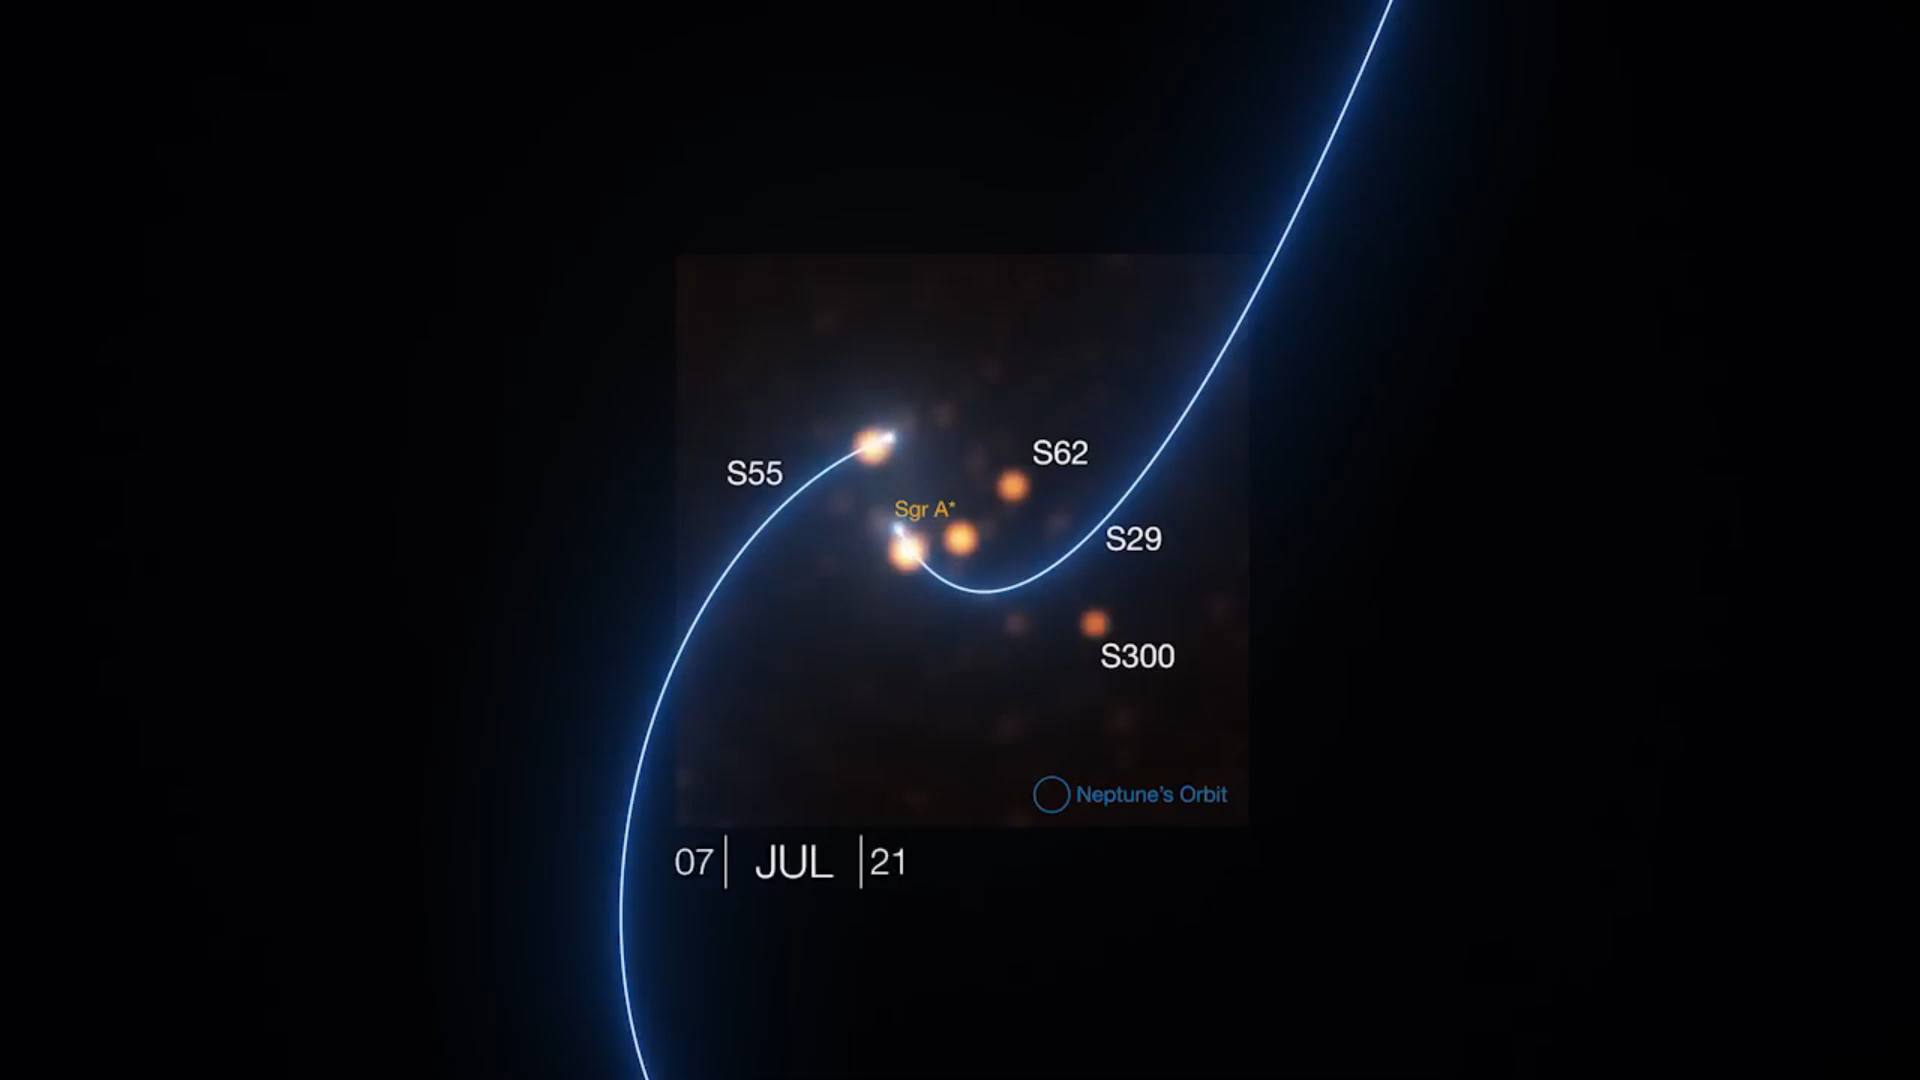 S62
S55
Sgr A*
S29
S300
Neptune's Orbit
07 | JUL | 21